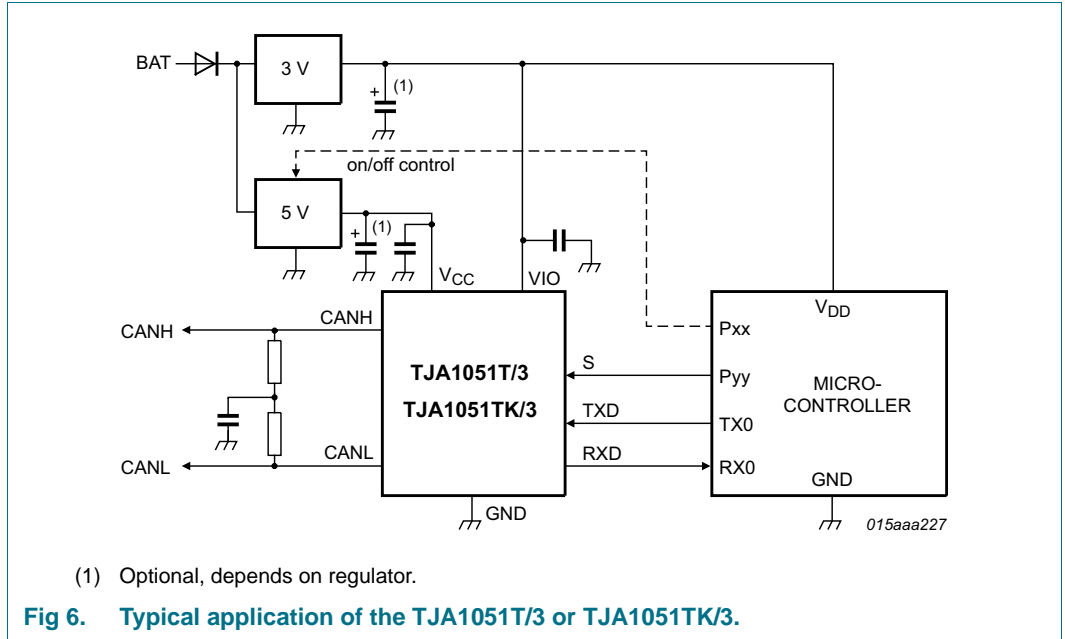 BAT
3 V
+ (1)
on/off control
5 V
+ (1)
VCC
VIO
VDD
CANH
CANH
Pxx
TJA1051T/3
TJA1051TK/3
S
Pyy
MICRO-
CONTROLLER
TXD
TX0
CANL
CANL
RXD
RX0
GND
GND
015aaa227
(1) Optional, depends on regulator.
Fig 6. Typical application of the TJA1051T/3 or TJA1051TK/3.